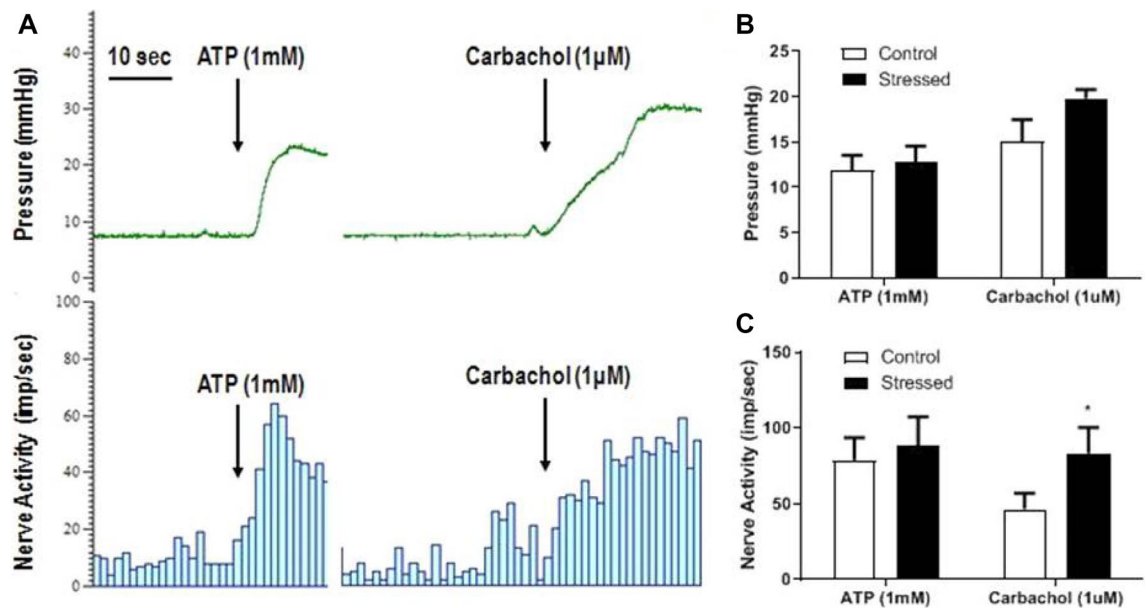 A
Pressure (mmHg)
40
30
20
10
0
10 sec
ATP (1mM)
Carbachol (1µM)
Nerve Activity (imp/sec)
100
80
60
40
20
0
ATP (1mM)
Carbachol (1µM)
B
Pressure (mmHg)
25
20
15
10
5
0
Control
Stressed
ATP (1mM)
Carbachol (1uM)
C
Nerve Activity (imp/sec)
150
100
50
0
Control
Stressed
*
ATP (1mM)
Carbachol (1uM)